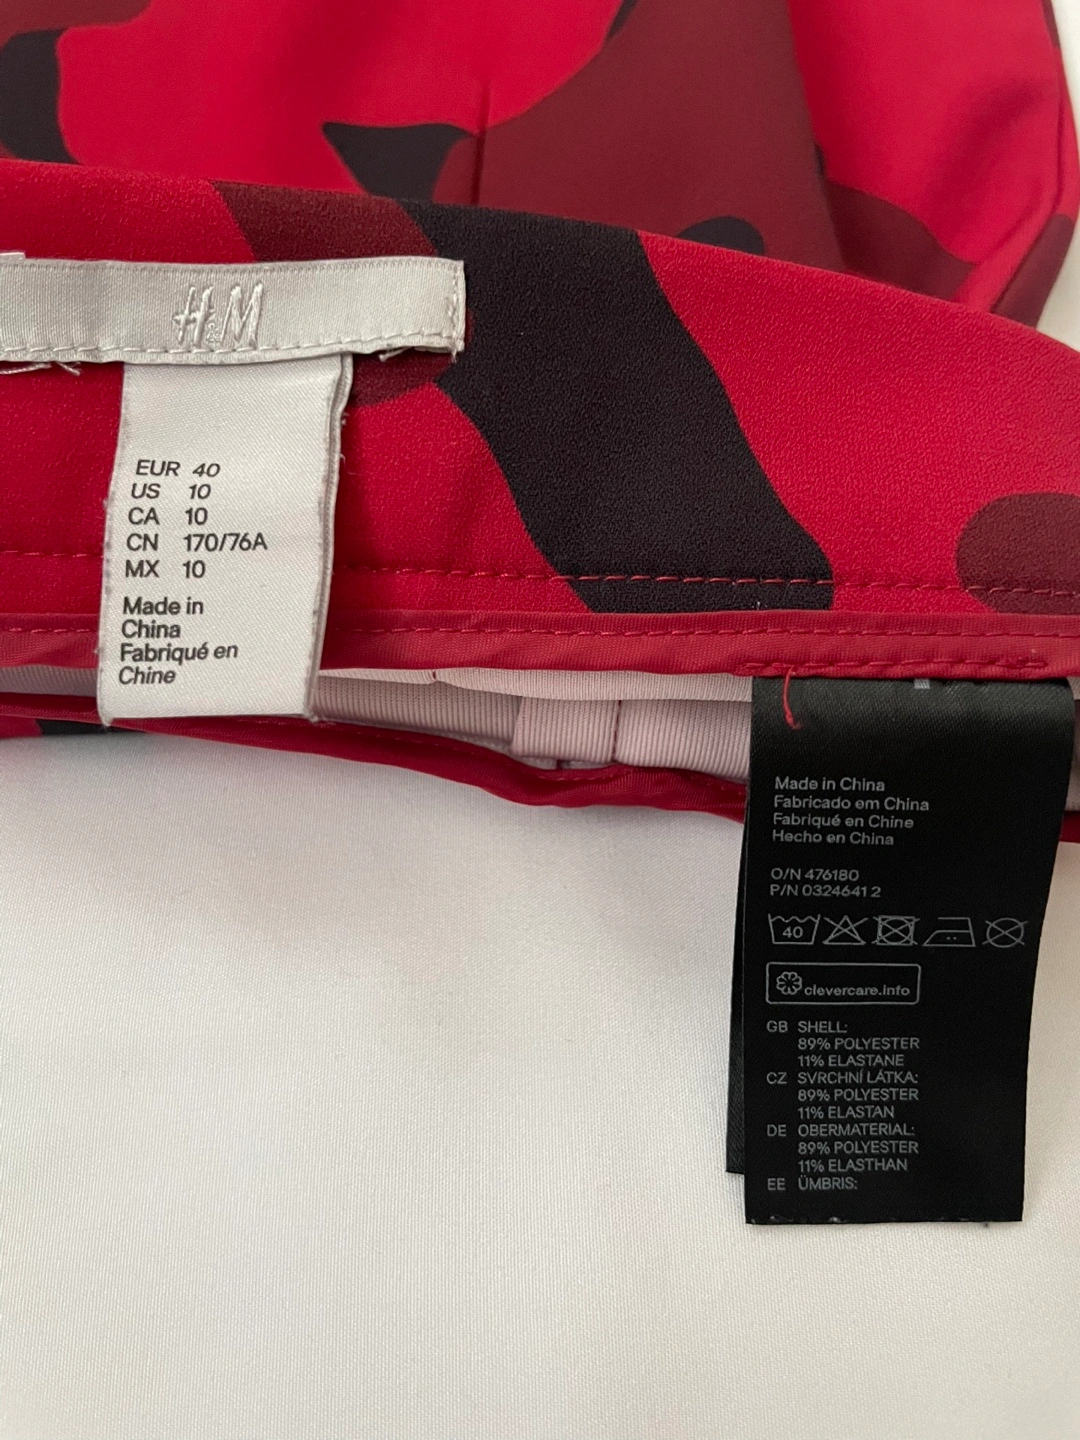 H&M
EUR 40
US 10
CA 10
CN 170/76A
MX 10
Made in
China
Fabriqué en
Chine
Made in China
Fabricado em China
Fabriqué en Chine
Hecho en China
O/N 476180
P/N 0324641 2
40
clevercare.info
GB SHELL:
89% POLYESTER
11% ELASTANE
CZ SVRCHNÍ LÁTKA:
89% POLYESTER
11% ELASTAN
DE OBERMATERIAL:
89% POLYESTER
11% ELASTHAN
EE ÜMBRIS: